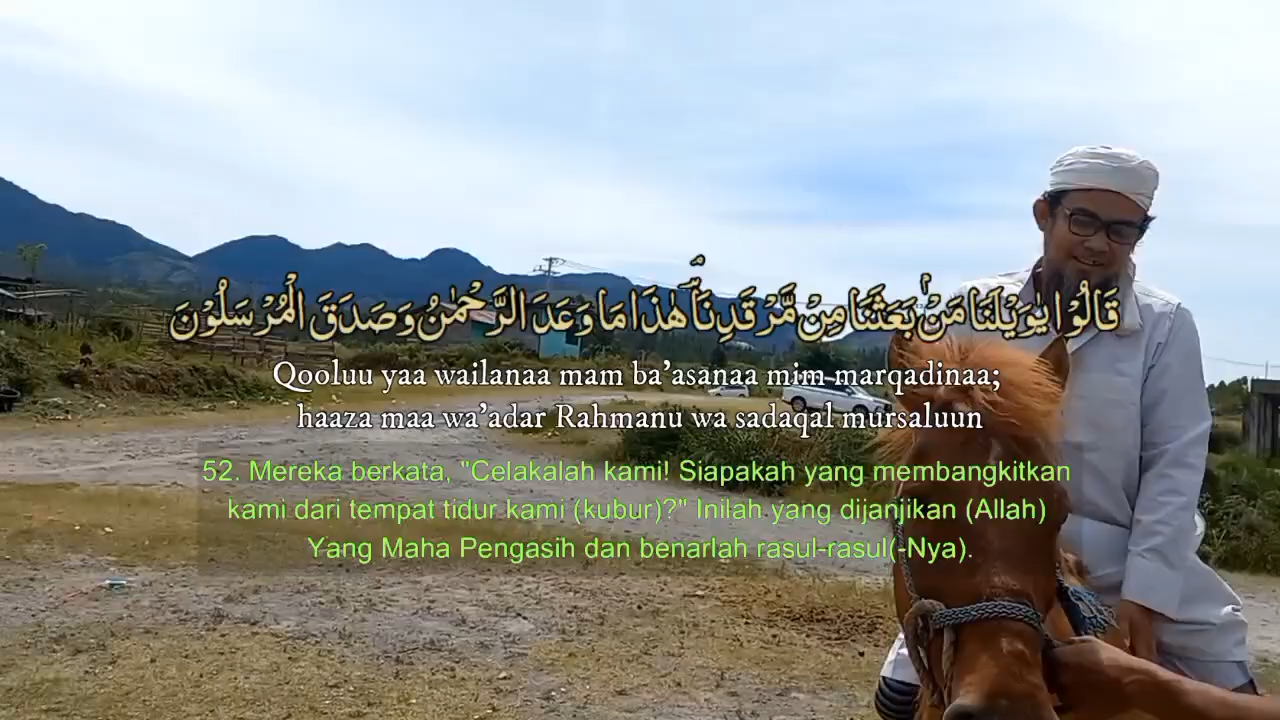 قَالُوْا يٰوَيْلَنَا مَنْۢ بَعَثَنَا مِنْ مَّرْقَدِنَا ۜهٰذَا مَا وَعَدَ الرَّحْمٰنُ وَصَدَقَ الْمُرْسَلُوْنَ
Qooluu yaa wailanaa mam ba’asanaa mim marqadinaa;
haaza maa wa’adar Rahmanu wa sadaqal mursaluun
52. Mereka berkata, "Celakalah kami! Siapakah yang membangkitkan
kami dari tempat tidur kami (kubur)?" Inilah yang dijanjikan (Allah)
Yang Maha Pengasih dan benarlah rasul-rasul(-Nya).